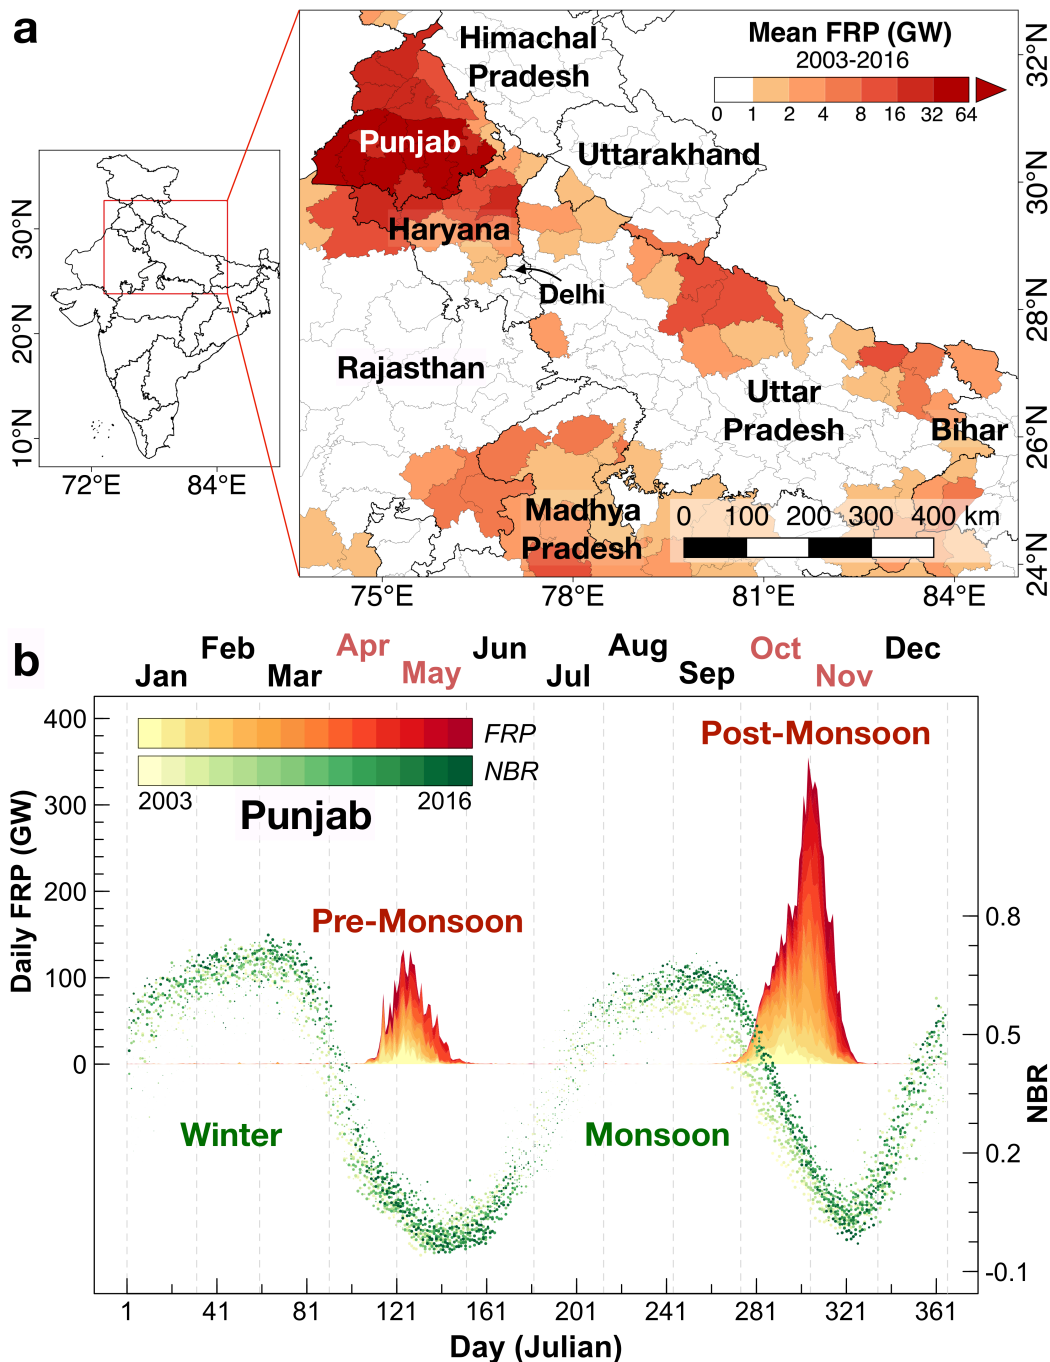 a
Himachal
Pradesh
Mean FRP (GW)
2003-2016
0 1 2 4 8 16 32 64
Punjab
Uttarakhand
Haryana
Delhi
Rajasthan
Uttar
Pradesh
Bihar
Madhya
Pradesh
0 100 200 300 400 km
32°N
30°N
28°N
26°N
24°N
75°E 78°E 81°E 84°E
30°N
20°N
10°N
72°E 84°E
b
Jan Feb Mar Apr May Jun Jul Aug Sep Oct Nov Dec
FRP
NBR
2003 2016
Punjab
Post-Monsoon
Pre-Monsoon
Winter
Monsoon
Daily FRP (GW)
400
300
200
100
0
NBR
0.8
0.5
0.2
-0.1
1 41 81 121 161 201 241 281 321 361
Day (Julian)